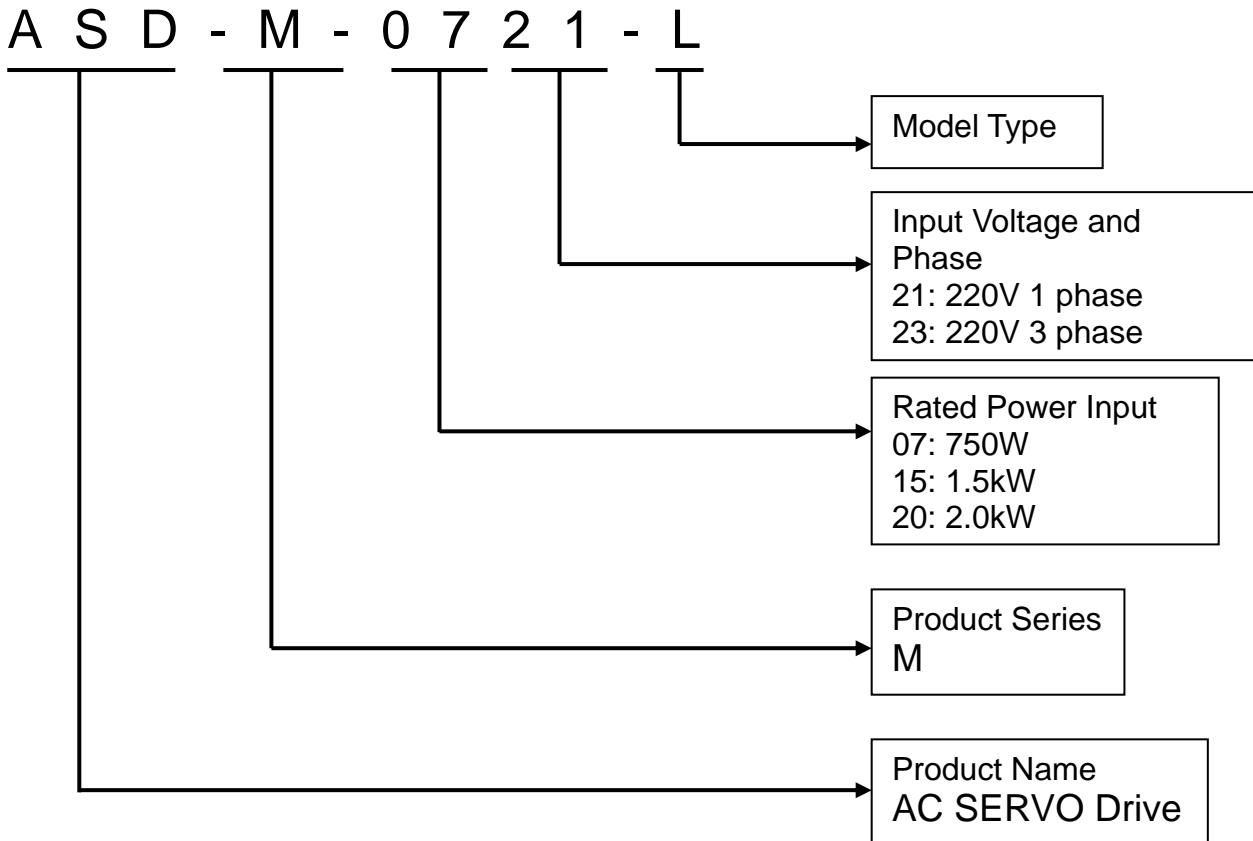 A S D - M - 0 7 2 1 - L
Model Type
Input Voltage and
Phase
21: 220V 1 phase
23: 220V 3 phase
Rated Power Input
07: 750W
15: 1.5kW
20: 2.0kW
Product Series
M
Product Name
AC SERVO Drive